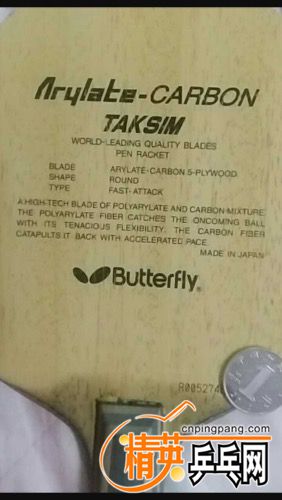 Arylate-CARBON
TAKSIM
WORLD-LEADING QUALITY BLADES
PEN RACKET
BLADE ARYLATE-CARBON 5-PLYWOOD
SHAPE ROUND
TYPE FAST-ATTACK
A HIGH-TECH BLADE OF POLYARYLATE AND CARBON MIXTURE.
THE POLYARYLATE FIBER CATCHES THE ONCOMING BALL
WITH ITS TENACIOUS FLEXIBILITY. THE CARBON FIBER
CATAPULTS IT BACK WITH ACCELERATED PACE.
MADE IN JAPAN
Butterfly®
cnpingpang.com
精英乒乓网